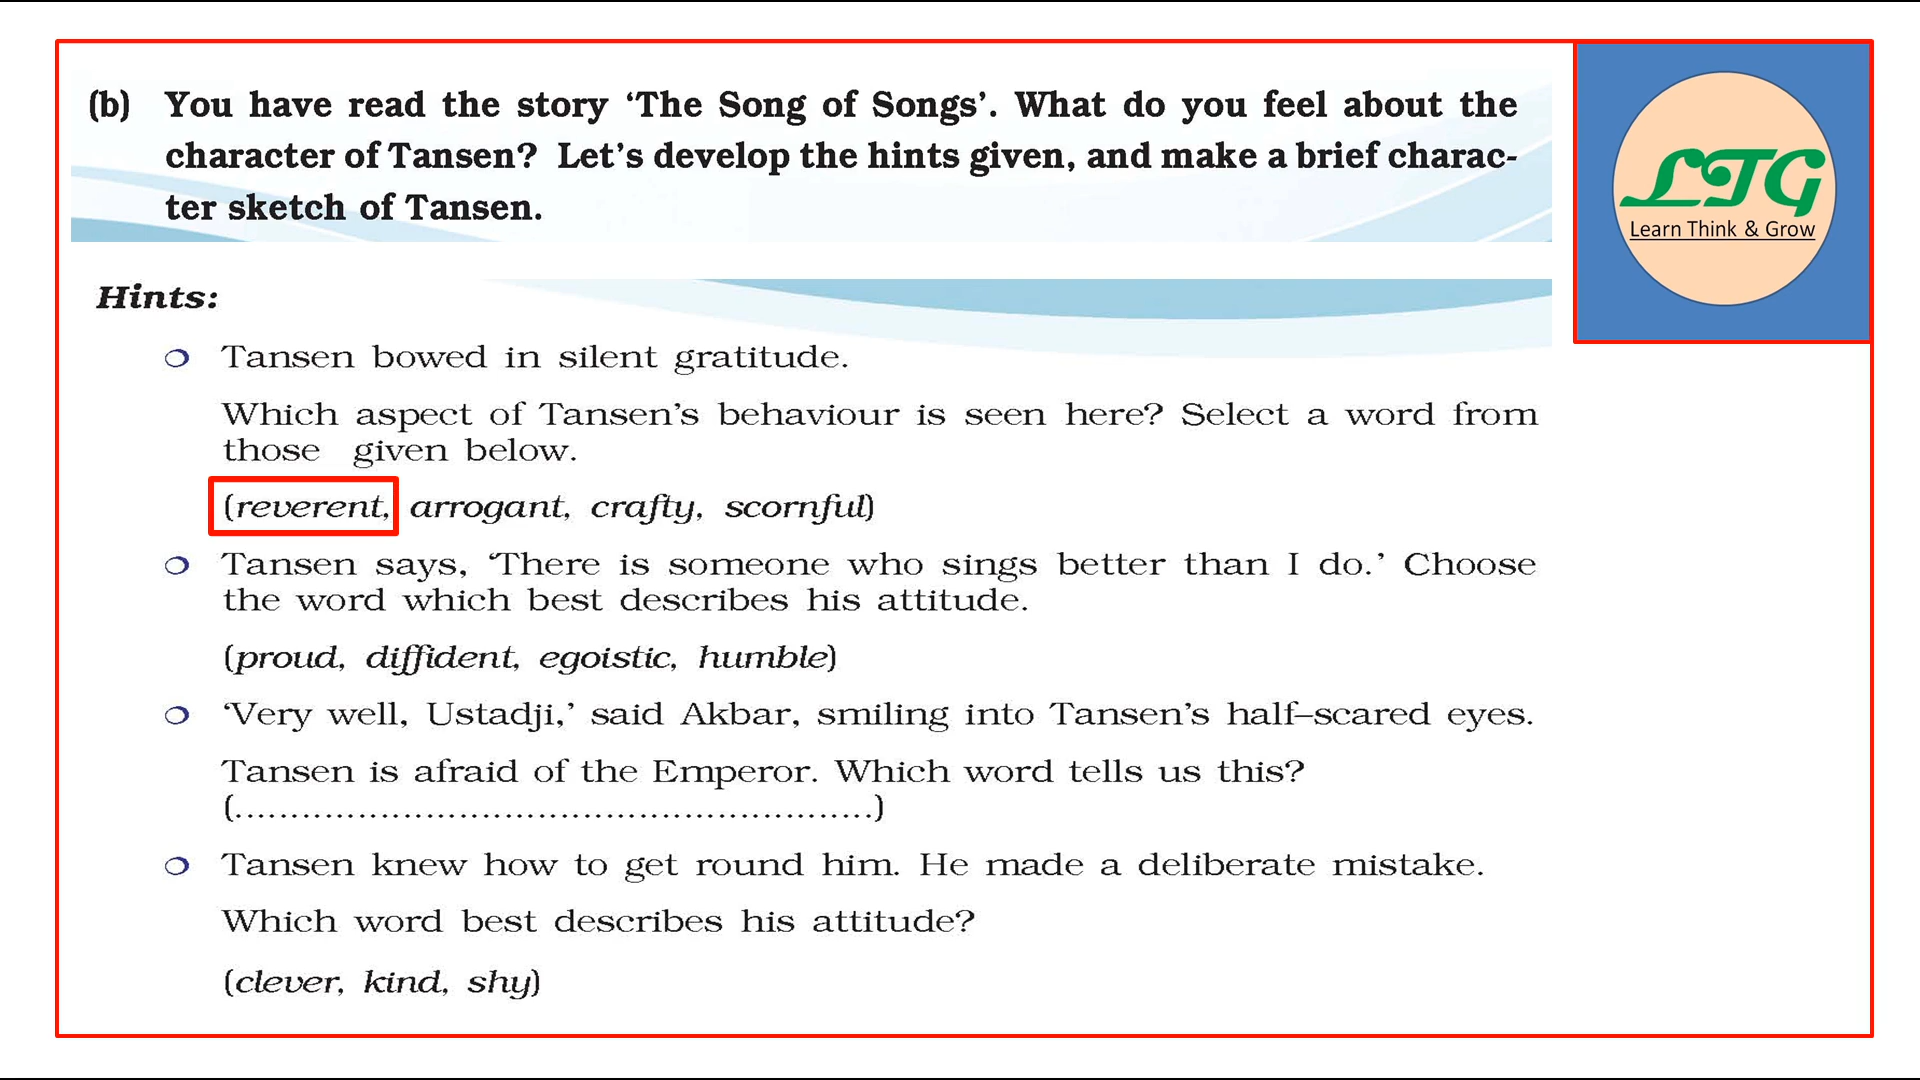 (b) You have read the story ‘The Song of Songs’. What do you feel about the
character of Tansen? Let’s develop the hints given, and make a brief charac-
ter sketch of Tansen.
LTG
Learn Think & Grow
Hints:
Tansen bowed in silent gratitude.
Which aspect of Tansen’s behaviour is seen here? Select a word from
those given below.
(reverent, arrogant, crafty, scornful)
Tansen says, ‘There is someone who sings better than I do.’ Choose
the word which best describes his attitude.
(proud, diffident, egoistic, humble)
‘Very well, Ustadji,’ said Akbar, smiling into Tansen’s half–scared eyes.
Tansen is afraid of the Emperor. Which word tells us this?
(..........................................................)
Tansen knew how to get round him. He made a deliberate mistake.
Which word best describes his attitude?
(clever, kind, shy)